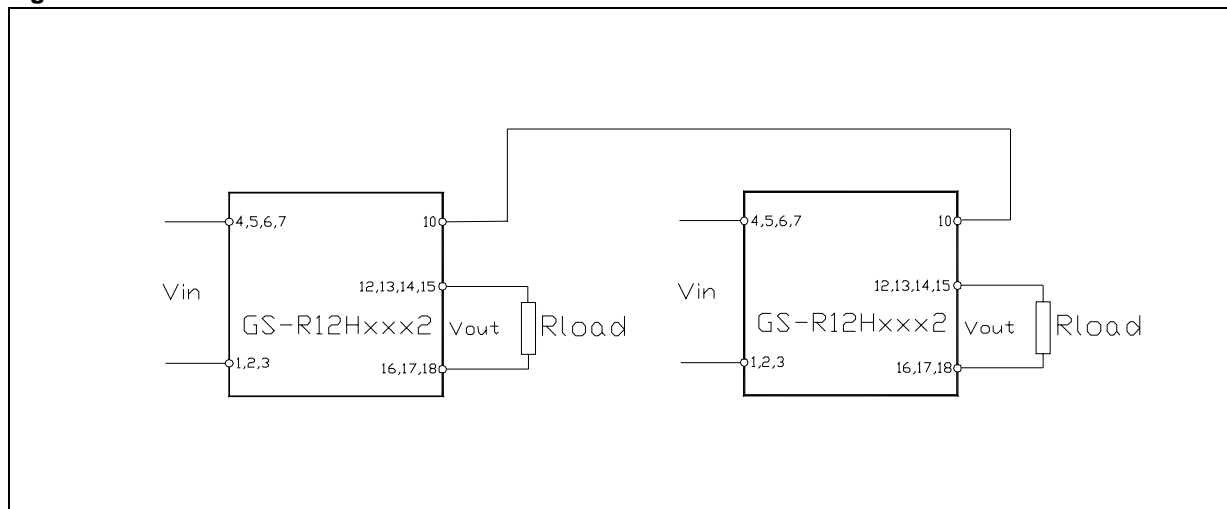 4,5,6,7
10
Vin
12,13,14,15
GS-R12Hxxx2
Vout
Rload
1,2,3
16,17,18
4,5,6,7
10
Vin
12,13,14,15
GS-R12Hxxx2
Vout
Rload
1,2,3
16,17,18